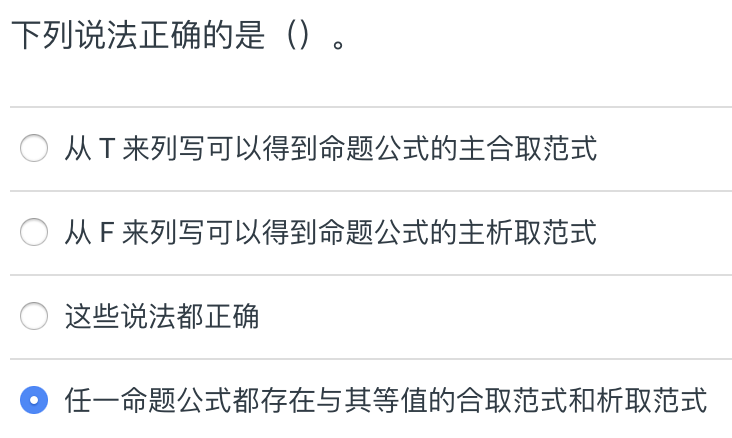 下列说法正确的是（）。
从 T 来列写可以得到命题公式的主合取范式
从 F 来列写可以得到命题公式的主析取范式
这些说法都正确
任一命题公式都存在与其等值的合取范式和析取范式